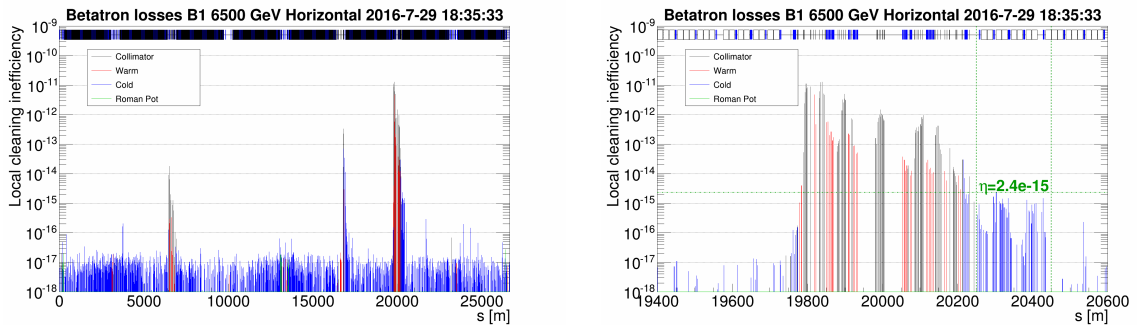 Betatron losses B1 6500 GeV Horizontal 2016-7-29 18:35:33
Local cleaning inefficiency
10^-9
10^-10
10^-11
10^-12
10^-13
10^-14
10^-15
10^-16
10^-17
10^-18
Collimator
Warm
Cold
Roman Pot
0 5000 10000 15000 20000 25000
s [m]
Betatron losses B1 6500 GeV Horizontal 2016-7-29 18:35:33
Local cleaning inefficiency
10^-9
10^-10
10^-11
10^-12
10^-13
10^-14
10^-15
10^-16
10^-17
10^-18
Collimator
Warm
Cold
Roman Pot
η=2.4e-15
19400 19600 19800 20000 20200 20400 20600
s [m]